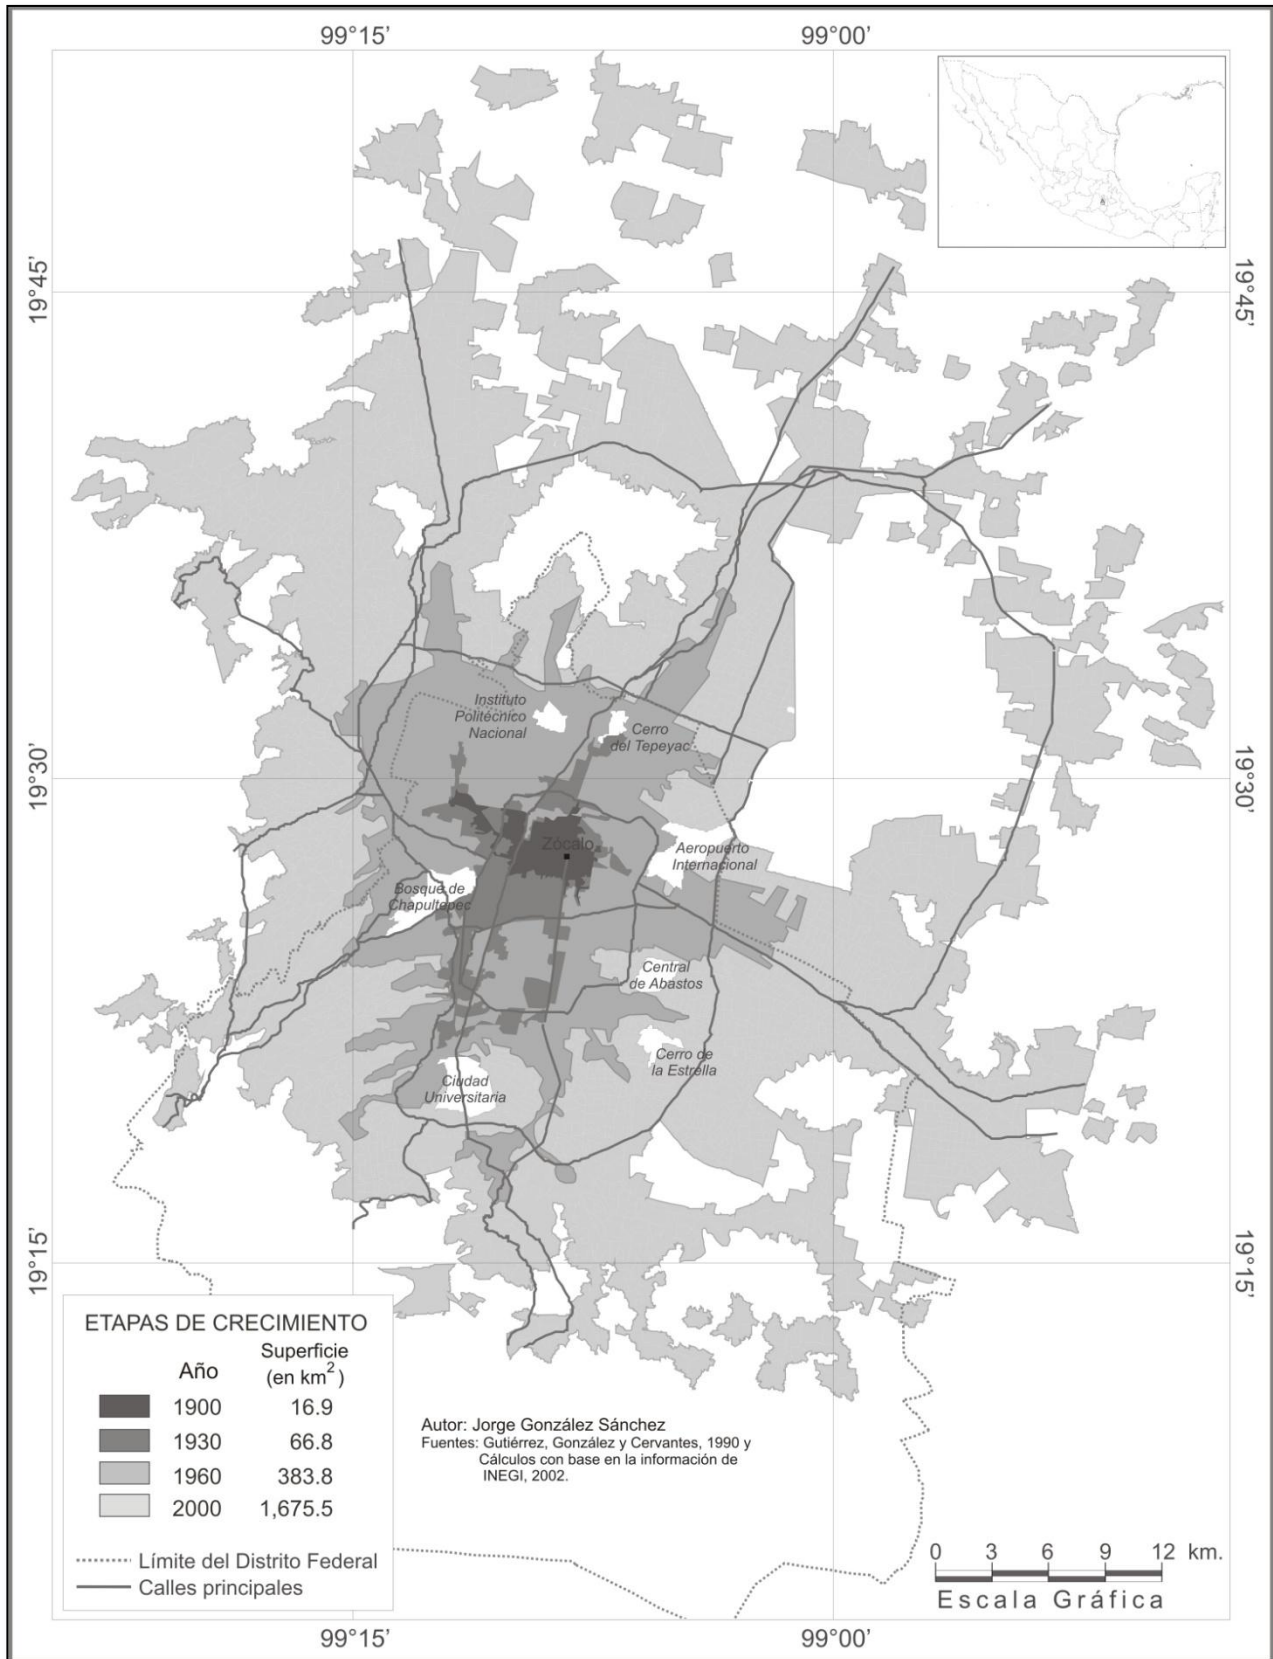 99°15’ 99°00’
19°45’ 19°45’
Instituto
Politécnico
Nacional
Cerro
del Tepeyac
19°30’ 19°30’
Zócalo
Aeropuerto
Internacional
Bosque de
Chapultepec
Central
de Abastos
Cerro de
la Estrella
Ciudad
Universitaria
19°15’ 19°15’
ETAPAS DE CRECIMIENTO
Año Superficie
(en km²)
1900 16.9
1930 66.8
1960 383.8
2000 1,675.5
Límite del Distrito Federal
Calles principales
Autor: Jorge González Sánchez
Fuentes: Gutiérrez, González y Cervantes, 1990 y
Cálculos con base en la información de
INEGI, 2002.
0 3 6 9 12 km.
Escala Gráfica
99°15’ 99°00’